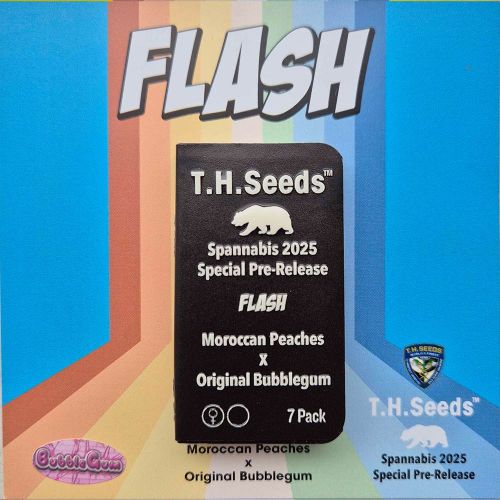 FLASH
T.H.Seeds™
Spannabis 2025
Special Pre-Release
FLASH
Moroccan Peaches
X
Original Bubblegum
7 Pack
BubbleGum
Moroccan Peaches
x
Original Bubblegum
T.H. SEEDS
T.H.Seeds™
Spannabis 2025
Special Pre-Release